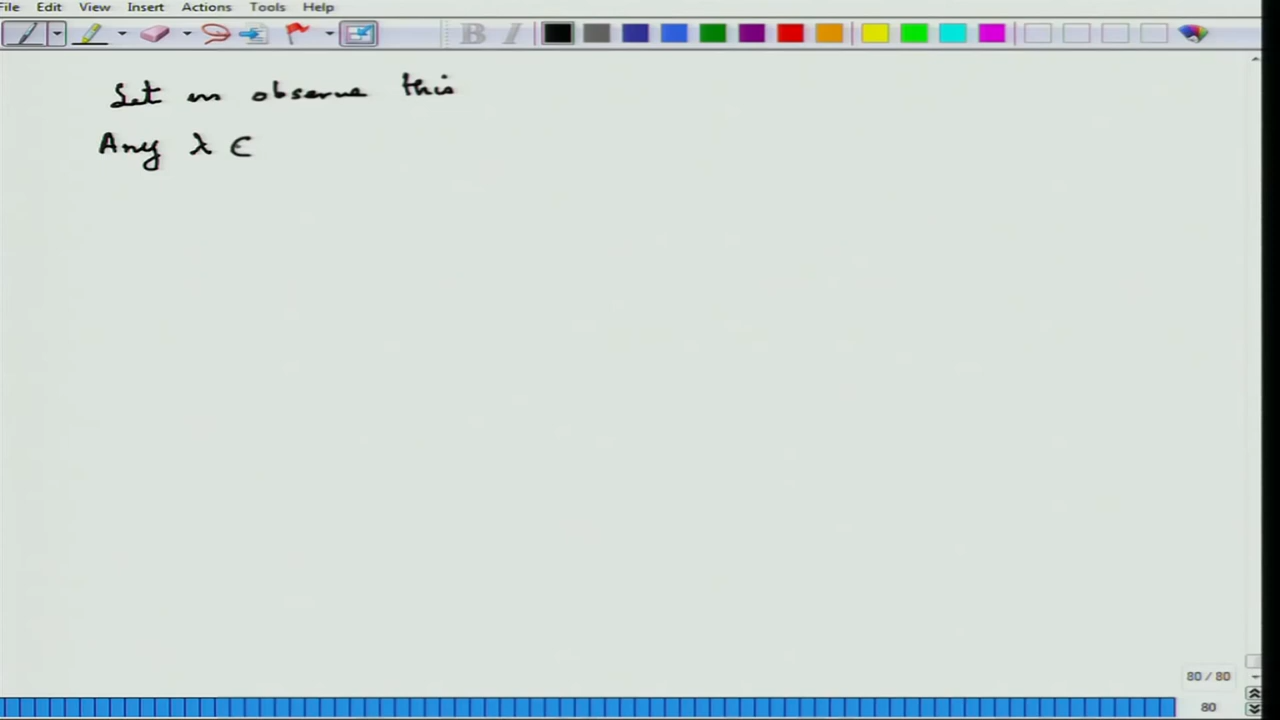 File Edit View Insert Actions Tools Help
B I
Let us observe this
Any λ ∈
80 / 80
80